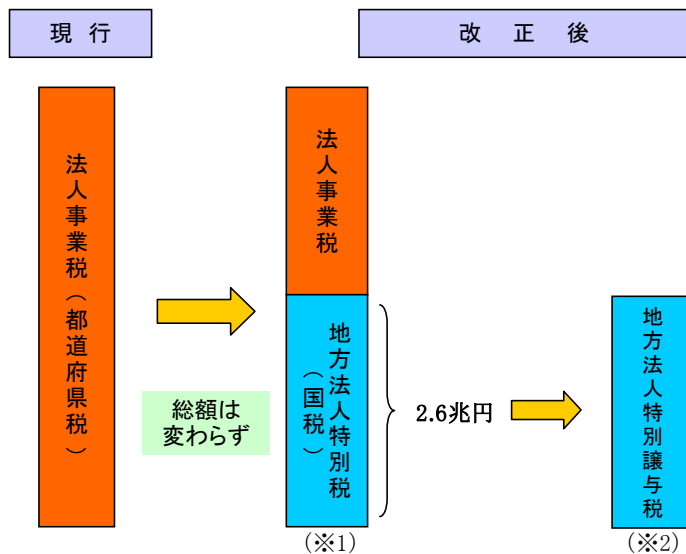 現 行
改 正 後
法人事業税（都道府県税）
総額は
変わらず
法人事業税
地方法人特別税
（国税）
2.6兆円
地方法人特別譲与税
(※1)
(※2)